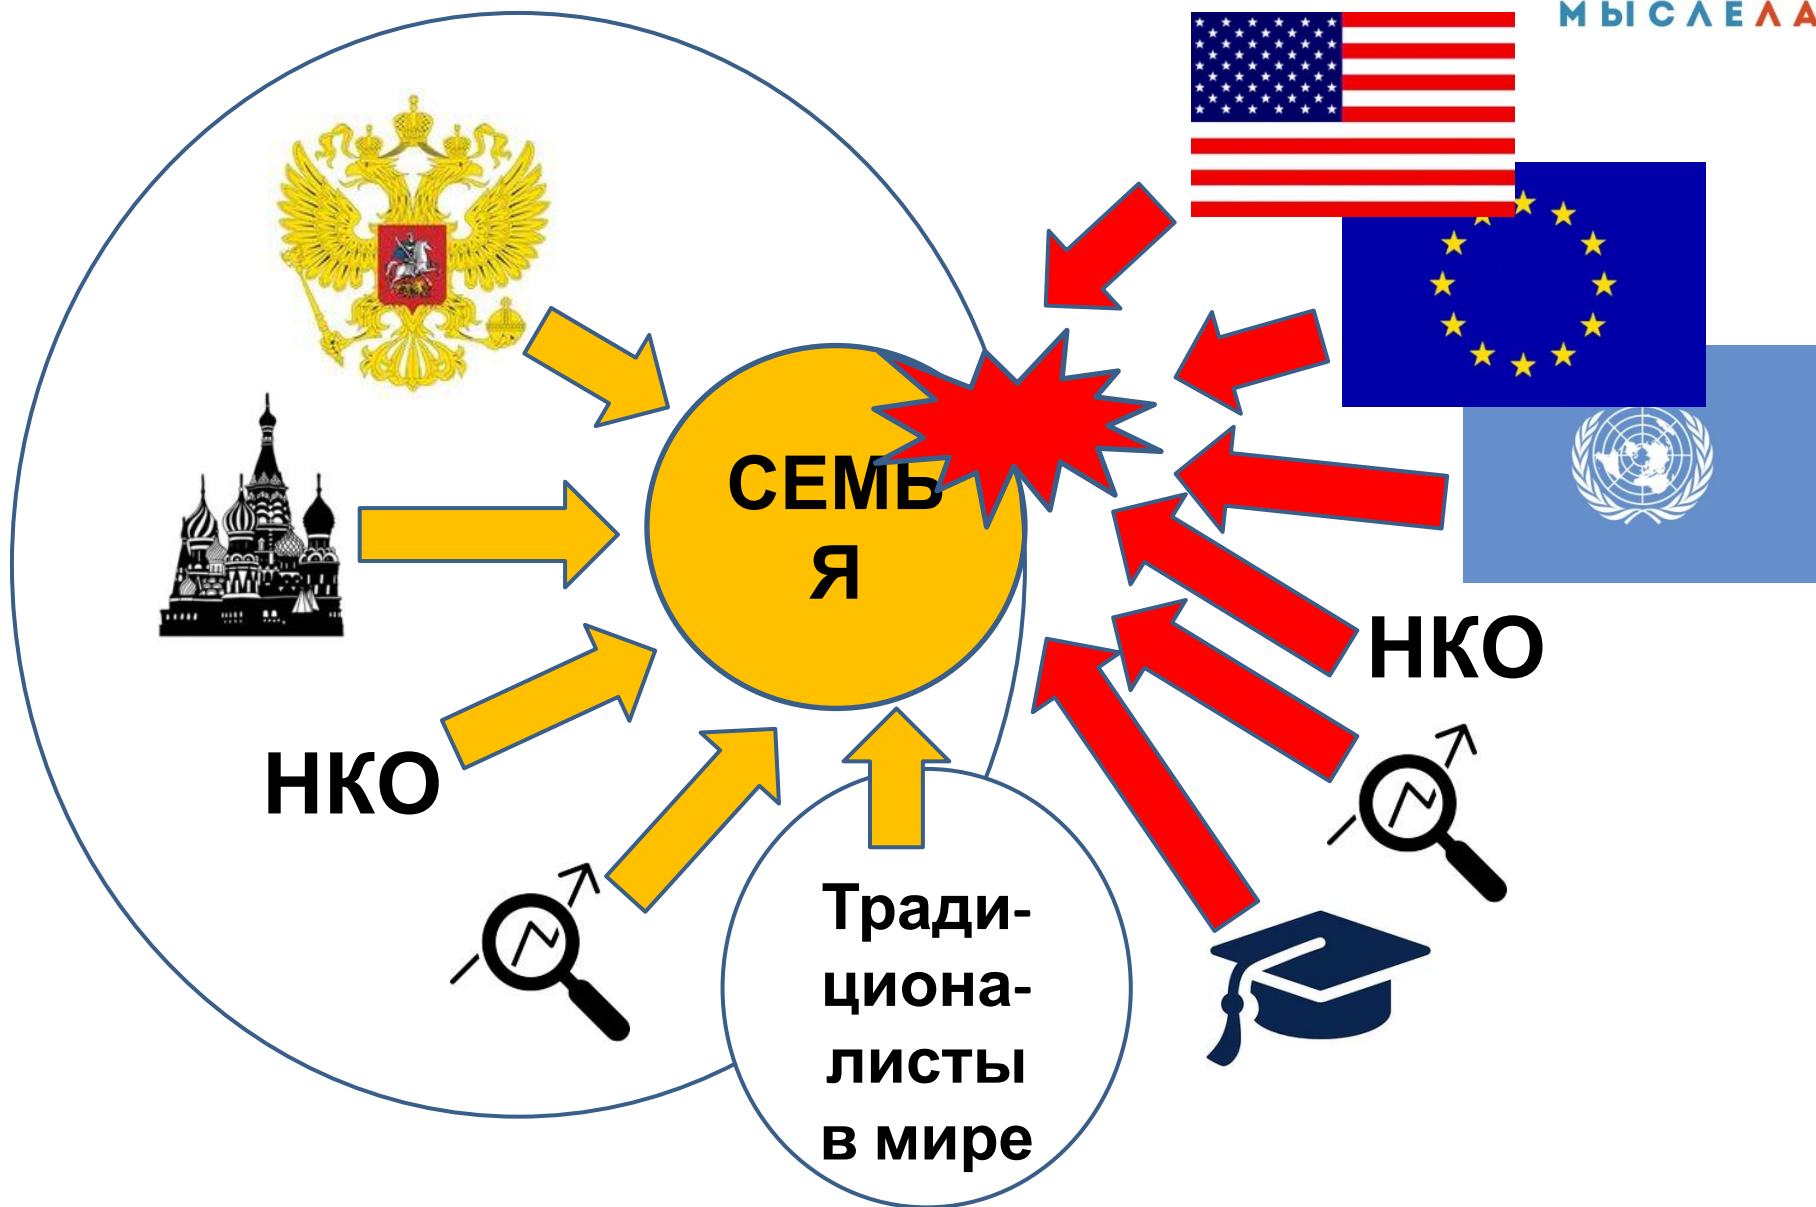 МЫСЛЕЛА
СЕМЬ
Я
НКО
НКО
Тради-
циона-
листы
в мире